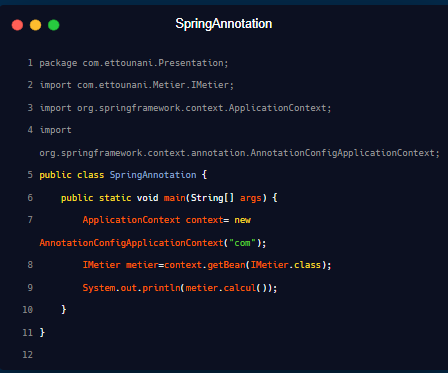 SpringAnnotation
1 package com.ettounani.Presentation;
2 import com.ettounani.Metier.IMetier;
3 import org.springframework.context.ApplicationContext;
4 import
org.springframework.context.annotation.AnnotationConfigApplicationContext;
5 public class SpringAnnotation {
6 public static void main(String[] args) {
7 ApplicationContext context= new
AnnotationConfigApplicationContext("com");
8 IMetier metier=context.getBean(IMetier.class);
9 System.out.println(metier.calcul());
10 }
11 }
12